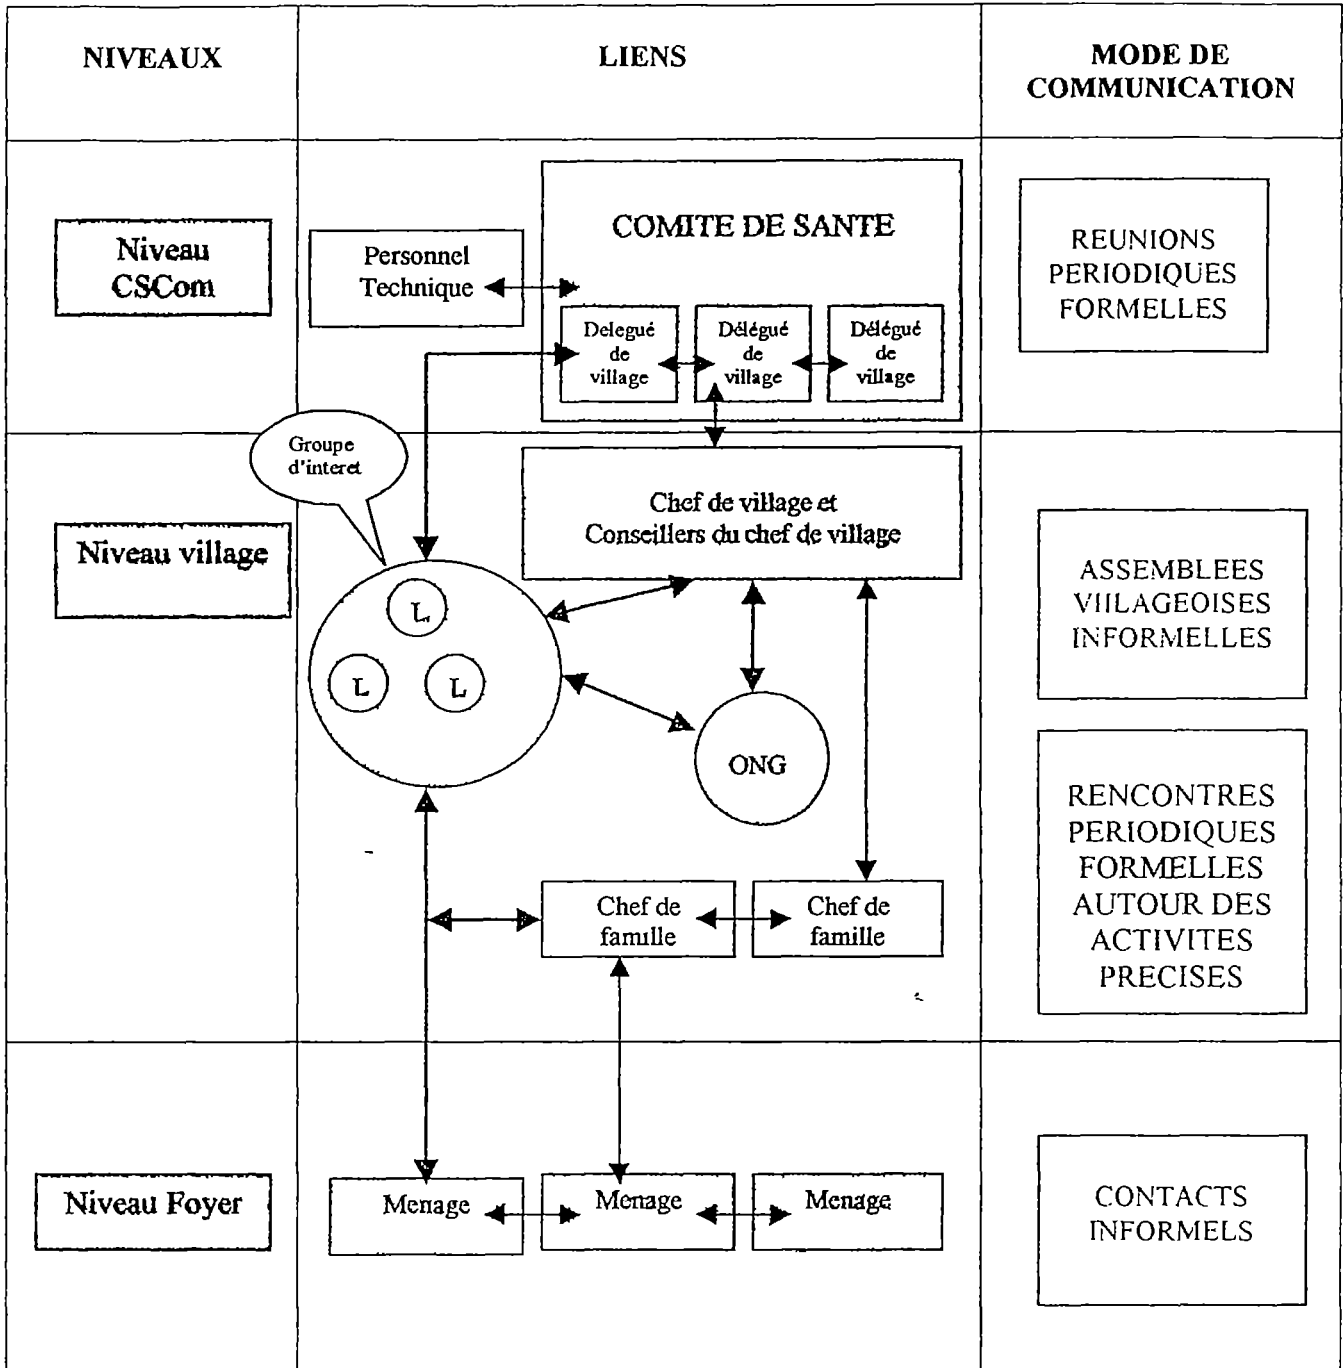 NIVEAUX
LIENS
MODE DE
COMMUNICATION
Niveau
CSCom
Personnel
Technique
COMITE DE SANTE
Delegué
de
village
Délégué
de
village
Délégué
de
village
REUNIONS
PERIODIQUES
FORMELLES
Groupe
d'interet
Niveau village
Chef de village et
Conseillers du chef de village
L
L
L
ONG
ASSEMBLEES
VIILAGEOISES
INFORMELLES
RENCONTRES
PERIODIQUES
FORMELLES
AUTOUR DES
ACTIVITES
PRECISES
Chef de
famille
Chef de
famille
Niveau Foyer
Menage
Menage
Menage
CONTACTS
INFORMELS